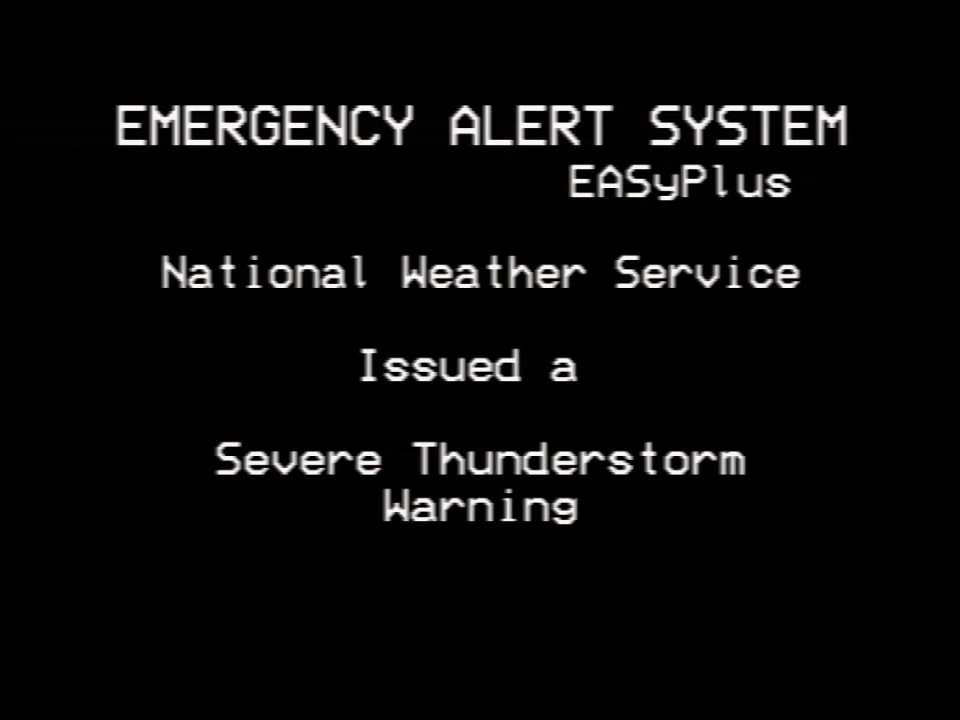 EMERGENCY ALERT SYSTEM
EASyPlus
National Weather Service
Issued a
Severe Thunderstorm
Warning